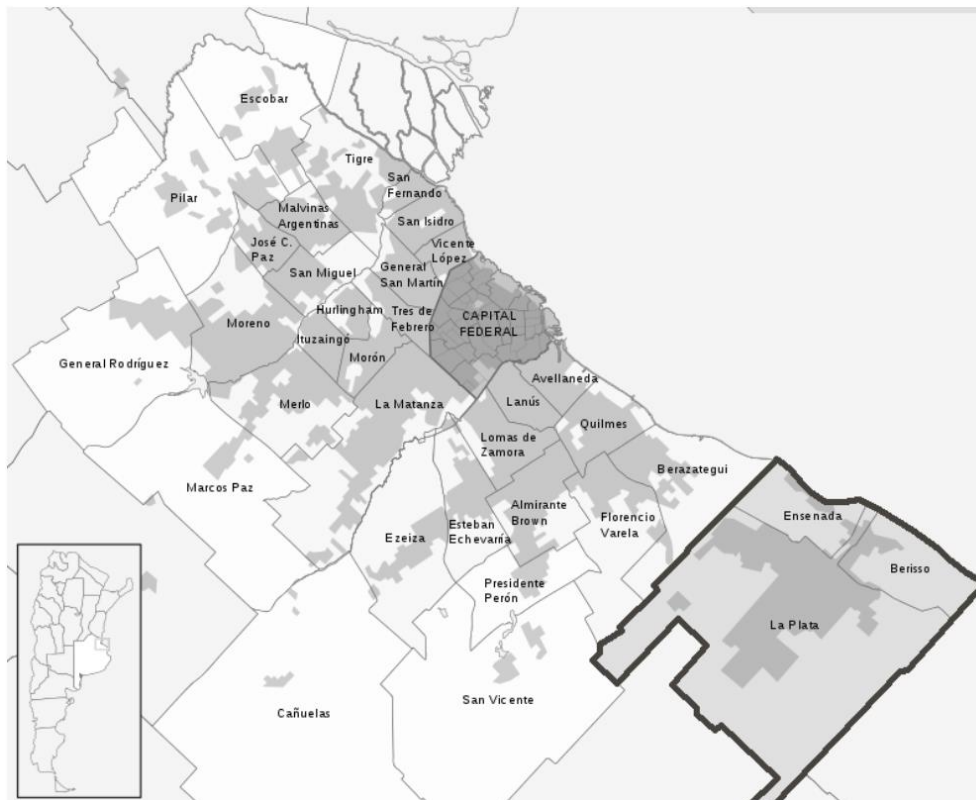 Escobar
Tigre
San
Fernando
Pilar
Malvinas
Argentinas
San Isidro
José C.
Paz
Vicente
López
San Miguel
General
San Martín
Hurlingham
Tres de
Febrero
CAPITAL
FEDERAL
Moreno
Ituzaingó
Morón
General Rodríguez
Avellaneda
Merlo
La Matanza
Lanús
Quilmes
Lomas de
Zamora
Berazategui
Marcos Paz
Almirante
Brown
Ensenada
Florencio
Varela
Ezeiza
Esteban
Echevarría
Berisso
Presidente
Perón
La Plata
San Vicente
Cañuelas